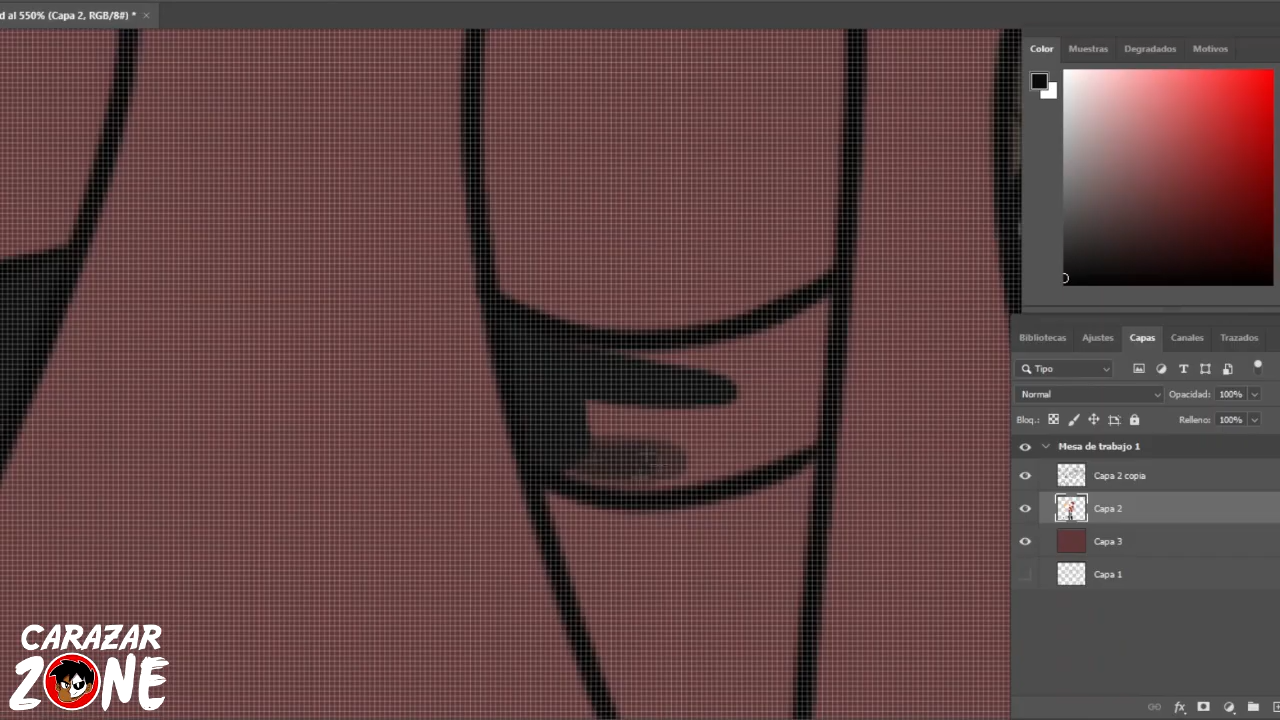 d al 550% (Capa 2, RGB/8#) *
Color Muestras Degradados Motivos
Bibliotecas Ajustes Capas Canales Trazados
Tipo
Normal Opacidad: 100%
Bloq.: Relleno: 100%
Mesa de trabajo 1
Capa 2 copia
Capa 2
Capa 3
Capa 1
fx
CARAZAR
ZONE